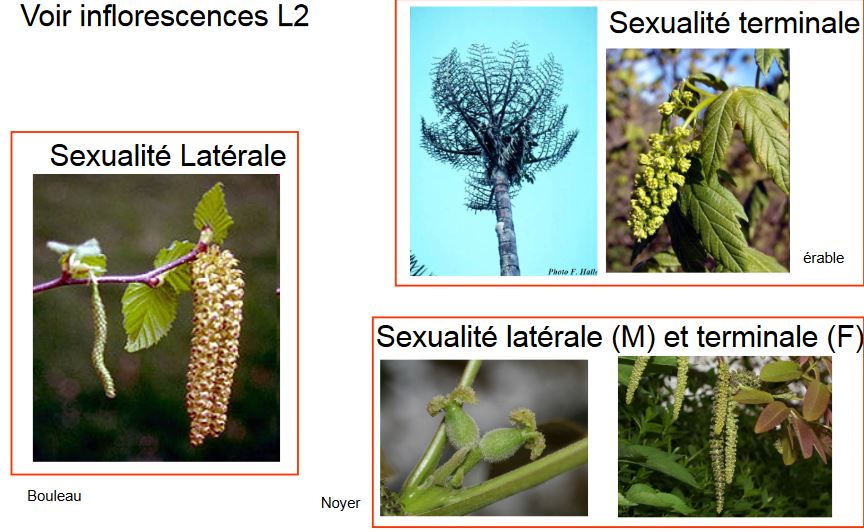 Voir inflorescences L2
Sexualité terminale
Photo F. Hallé
érable
Sexualité Latérale
Bouleau
Sexualité latérale (M) et terminale (F)
Noyer